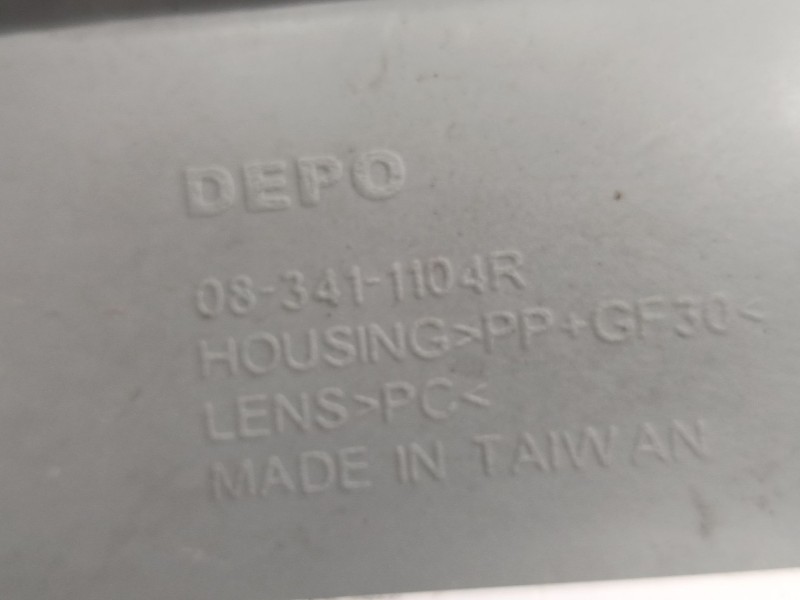 DEPO
08-341-1104R
HOUSING>PP+GF30<
LENS>PC<
MADE IN TAIWAN